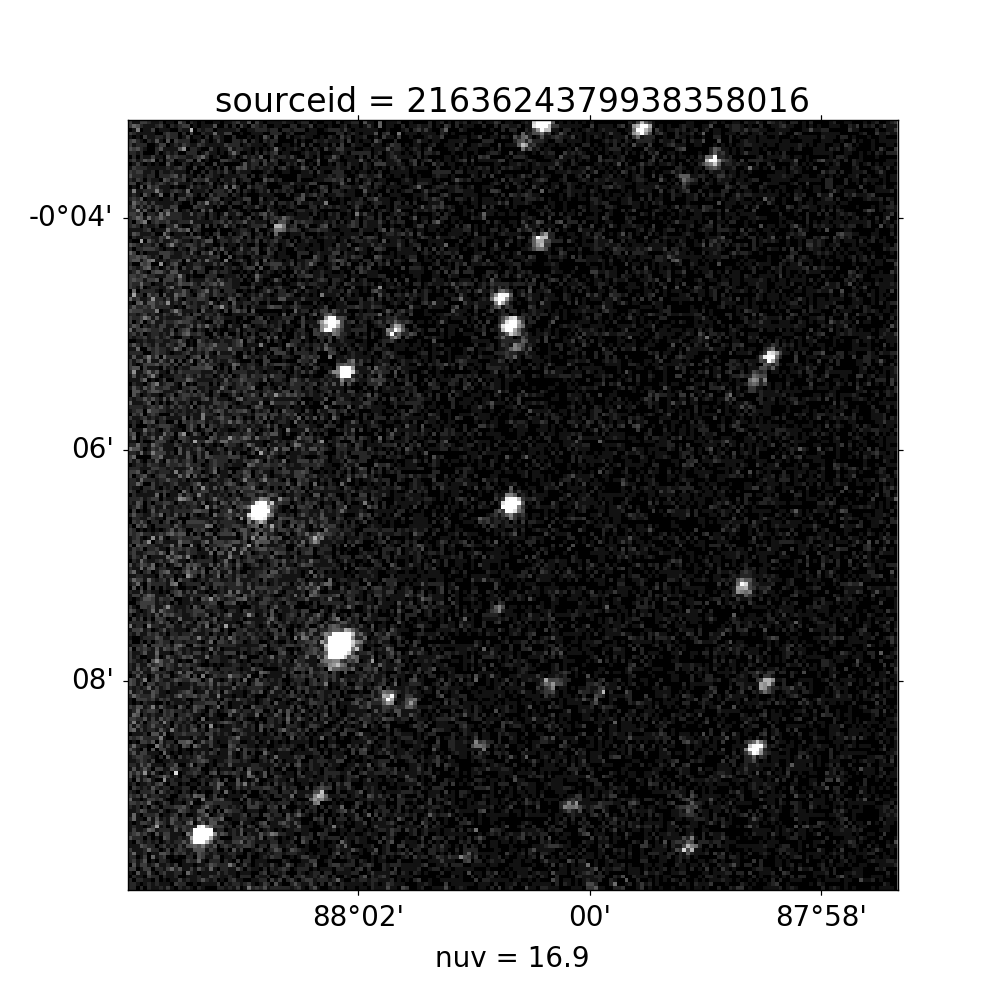 sourceid = 2163624379938358016
-0°04'
06'
08'
88°02' 00' 87°58'
nuv = 16.9